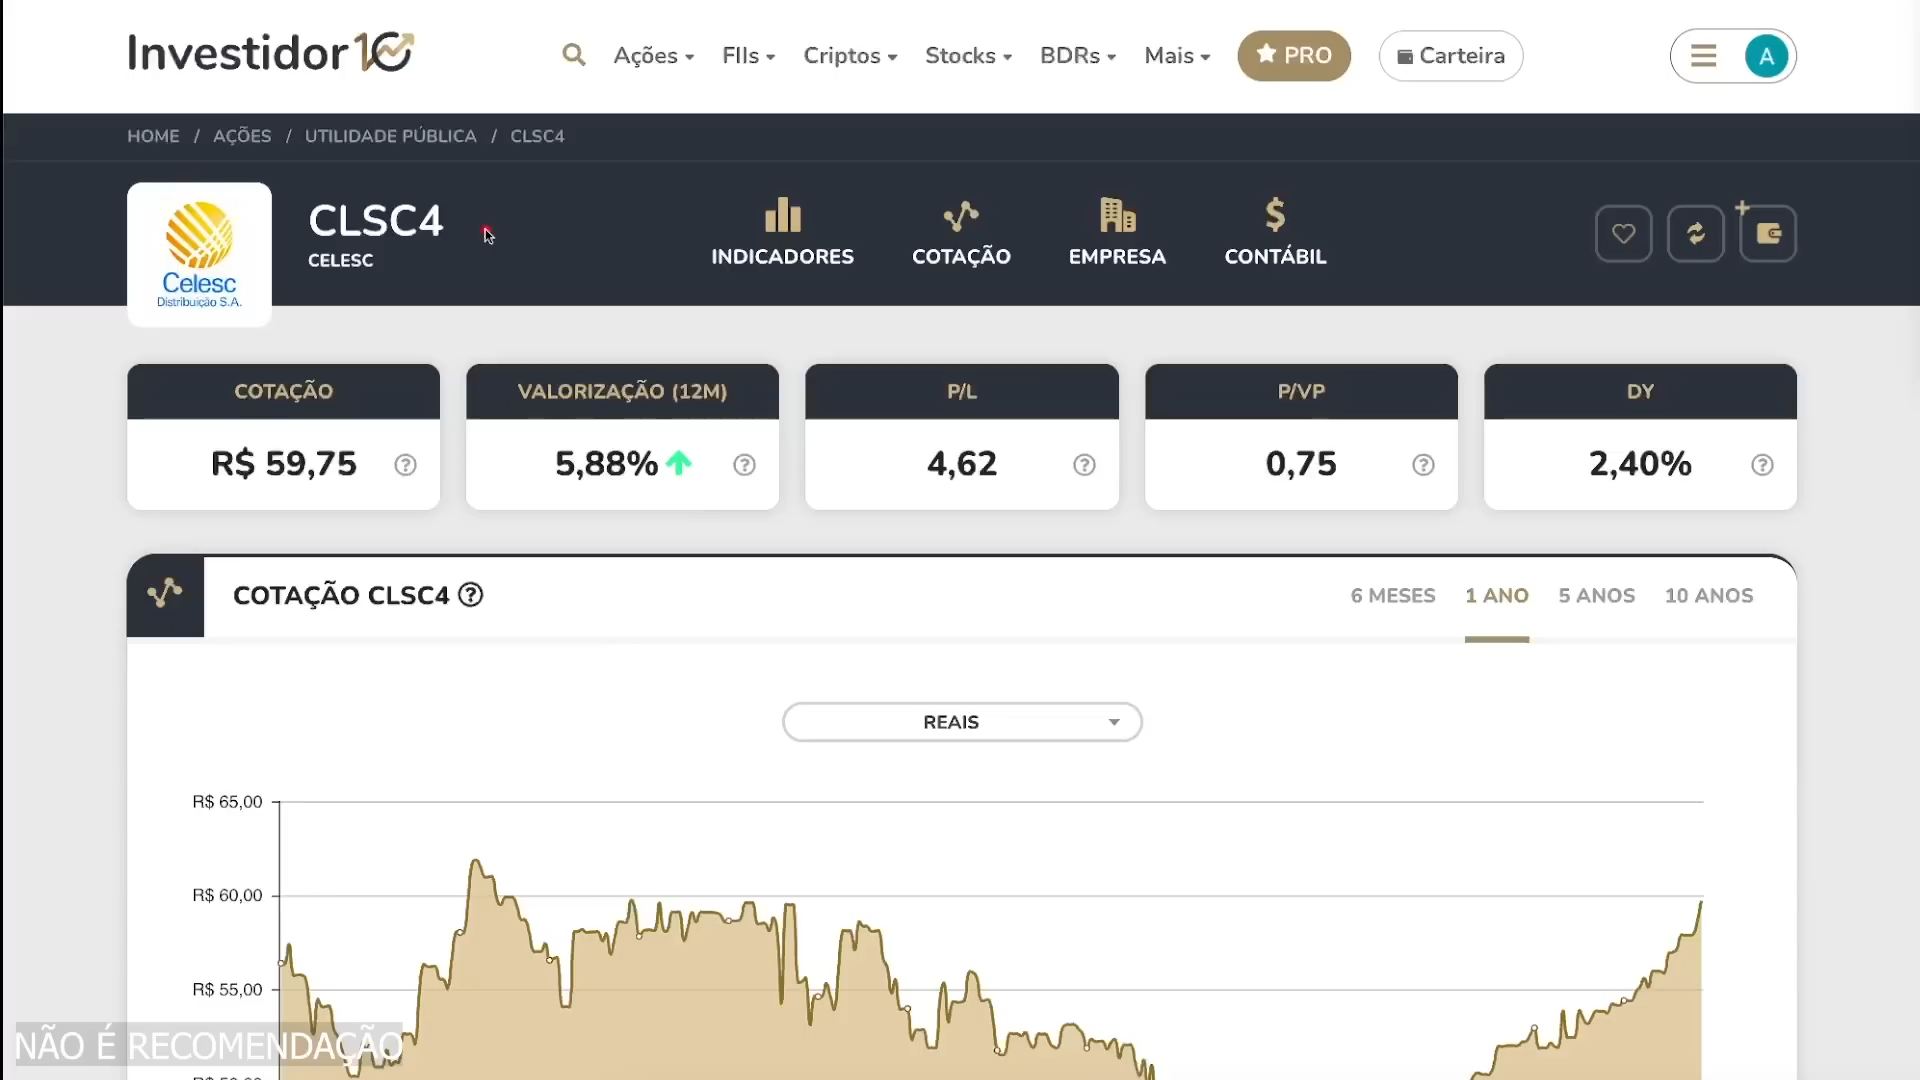 Investidor 10
Ações
FIIs
Criptos
Stocks
BDRs
Mais
PRO
Carteira
A
HOME / AÇÕES / UTILIDADE PÚBLICA / CLSC4
Celesc
Distribuição S.A.
CLSC4
CELESC
INDICADORES
COTAÇÃO
EMPRESA
CONTÁBIL
COTAÇÃO
R$ 59,75
VALORIZAÇÃO (12M)
5,88%
P/L
4,62
P/VP
0,75
DY
2,40%
COTAÇÃO CLSC4
6 MESES
1 ANO
5 ANOS
10 ANOS
REAIS
R$ 65,00
R$ 60,00
R$ 55,00
NÃO É RECOMENDAÇÃO